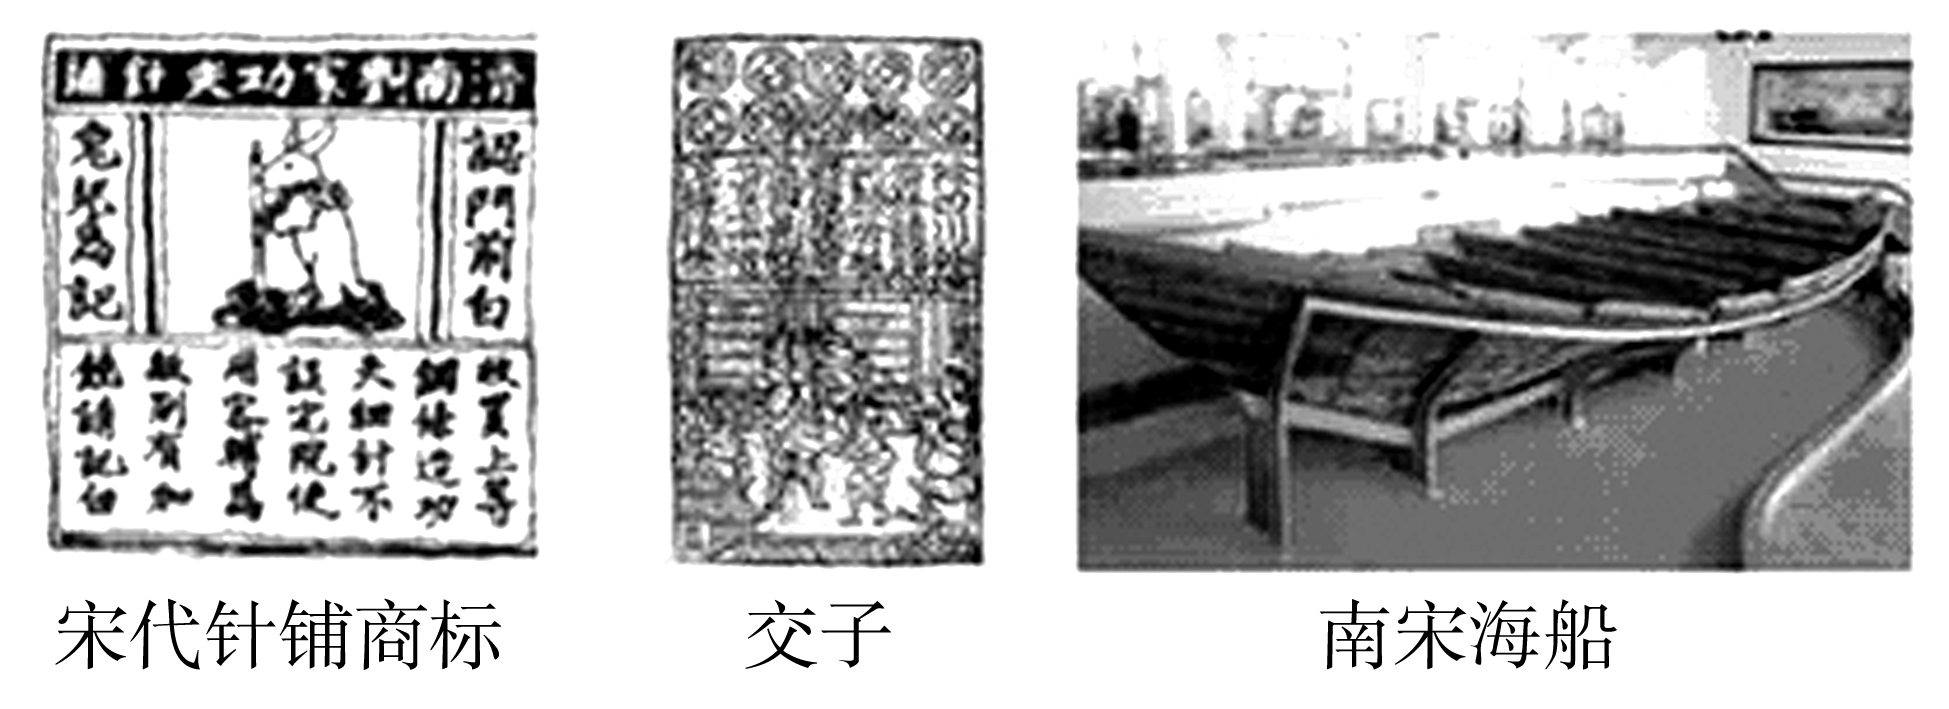 濟南劉家功夫針鋪
認門前白
兔兒為記
收買上等
鋼條造功
夫細針不
誤宅院使
用客轉為
販別有加
饒請記白
宋代针铺商标
交子
南宋海船